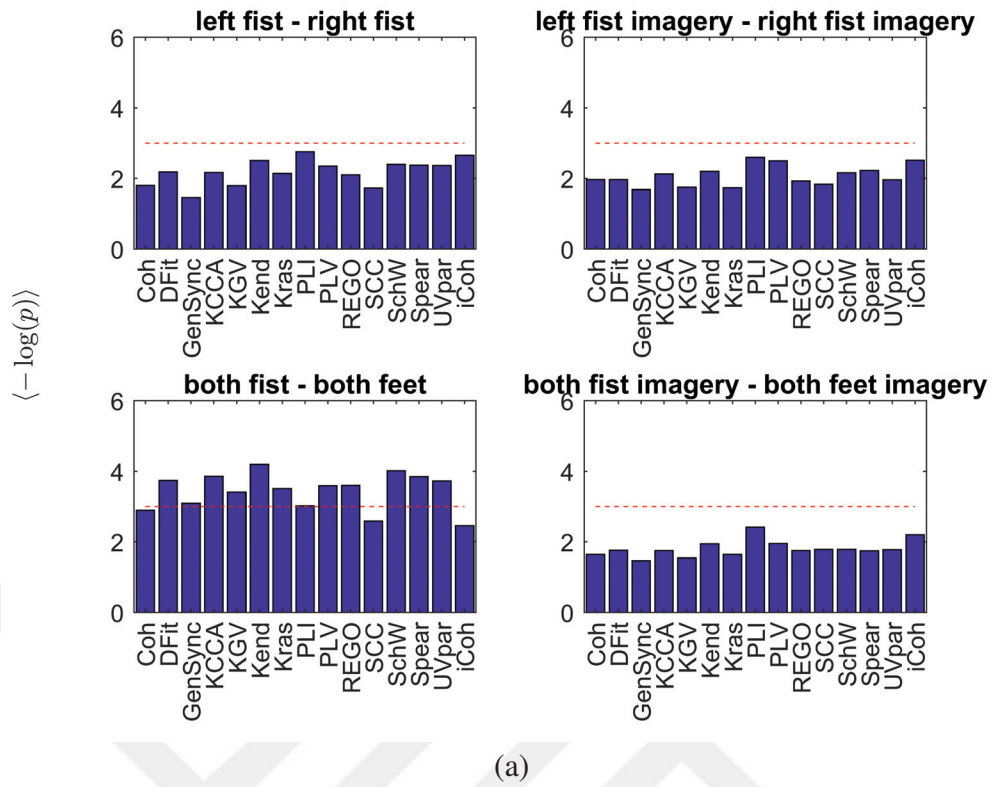 left fist - right fist
left fist imagery - right fist imagery
6
4
2
0
Coh
DFit
GenSync
KCCA
KGV
Kend
Kras
PLI
PLV
REGO
SCC
SchW
Spear
UVpar
iCoh
6
4
2
0
Coh
DFit
GenSync
KCCA
KGV
Kend
Kras
PLI
PLV
REGO
SCC
SchW
Spear
UVpar
iCoh
⟨− log(p)⟩
both fist - both feet
both fist imagery - both feet imagery
6
4
2
0
Coh
DFit
GenSync
KCCA
KGV
Kend
Kras
PLI
PLV
REGO
SCC
SchW
Spear
UVpar
iCoh
6
4
2
0
Coh
DFit
GenSync
KCCA
KGV
Kend
Kras
PLI
PLV
REGO
SCC
SchW
Spear
UVpar
iCoh
(a)